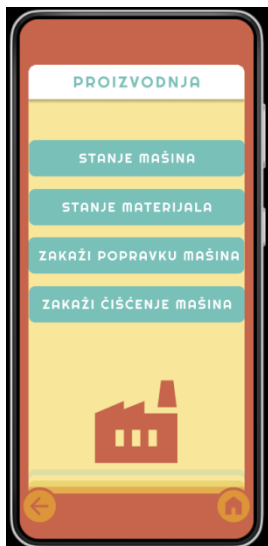 PROIZVODNJA
STANJE MAŠINA
STANJE MATERIJALA
ZAKAŽI POPRAVKU MAŠINA
ZAKAŽI ČIŠĆENJE MAŠINA